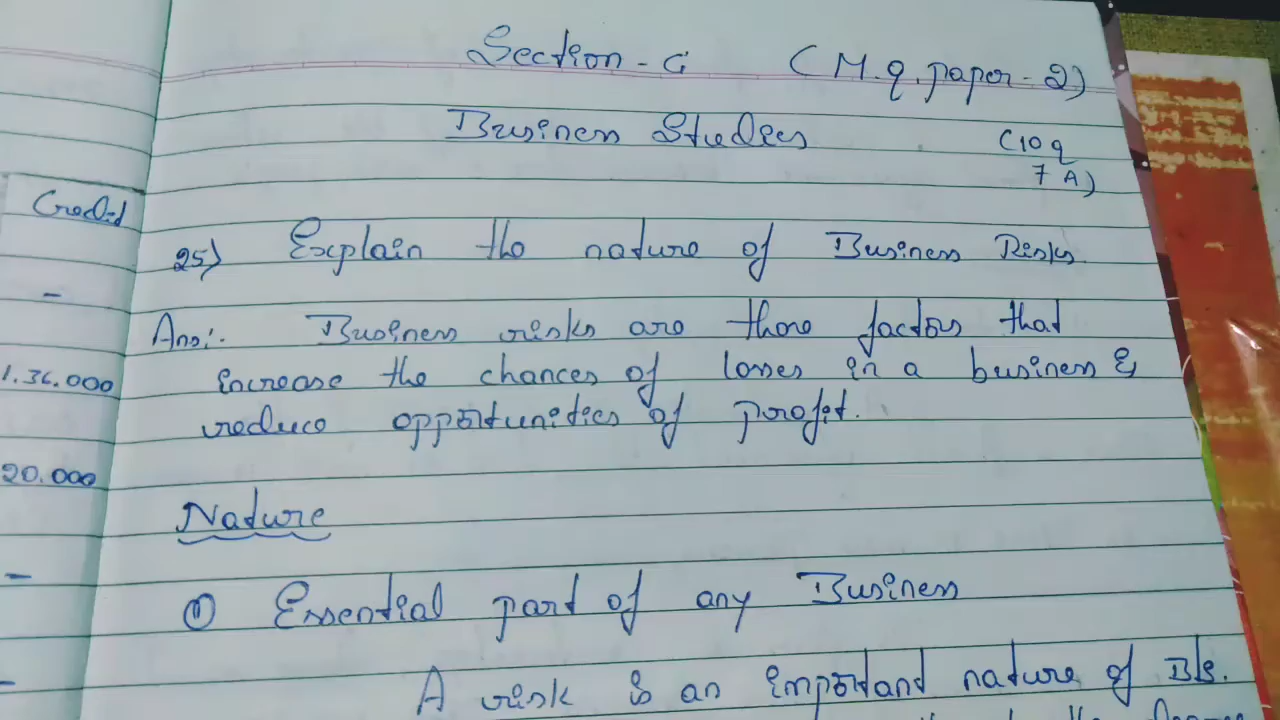 Section - C (M.q.paper-2)
Business Studies (10 q
7 A)
Credit
25) Explain the nature of Business Risks
-
Ans:. Business risks are those factors that
1.36.000 increase the chances of losses in a business &
reduce opportunities of profit.
20.000
Nature
-
① Essential part of any Business
-
A risk is an important nature of B/s.